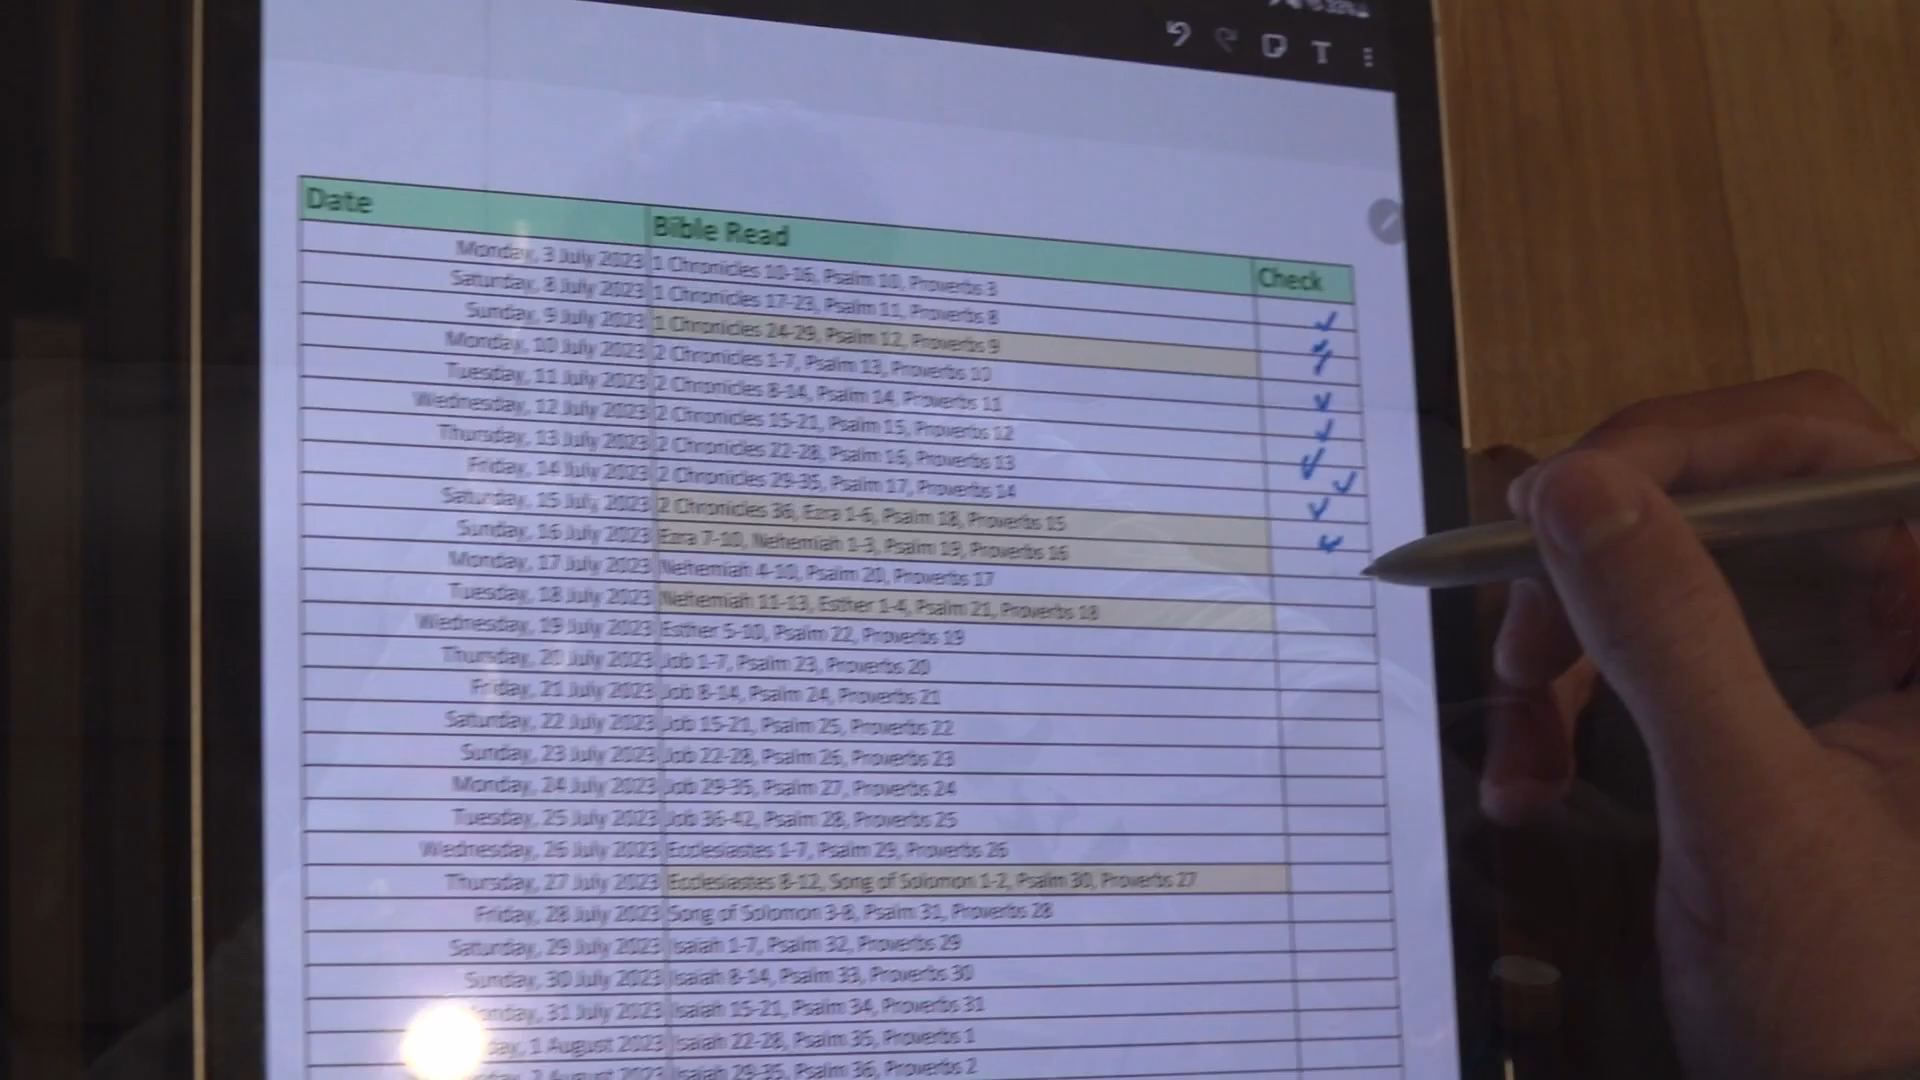 Date Bible Read Check
Monday, 3 July 2023 1 Chronicles 10-16, Psalm 10, Proverbs 3
Saturday, 8 July 2023 1 Chronicles 17-23, Psalm 11, Proverbs 8
Sunday, 9 July 2023 1 Chronicles 24-29, Psalm 12, Proverbs 9
Monday, 10 July 2023 2 Chronicles 1-7, Psalm 13, Proverbs 10
Tuesday, 11 July 2023 2 Chronicles 8-14, Psalm 14, Proverbs 11
Wednesday, 12 July 2023 2 Chronicles 15-21, Psalm 15, Proverbs 12
Thursday, 13 July 2023 2 Chronicles 22-28, Psalm 16, Proverbs 13
Friday, 14 July 2023 2 Chronicles 29-35, Psalm 17, Proverbs 14
Saturday, 15 July 2023 2 Chronicles 36, Ezra 1-6, Psalm 18, Proverbs 15
Sunday, 16 July 2023 Ezra 7-10, Nehemiah 1-3, Psalm 19, Proverbs 16
Monday, 17 July 2023 Nehemiah 4-10, Psalm 20, Proverbs 17
Tuesday, 18 July 2023 Nehemiah 11-13, Esther 1-4, Psalm 21, Proverbs 18
Wednesday, 19 July 2023 Esther 5-10, Psalm 22, Proverbs 19
Thursday, 20 July 2023 Job 1-7, Psalm 23, Proverbs 20
Friday, 21 July 2023 Job 8-14, Psalm 24, Proverbs 21
Saturday, 22 July 2023 Job 15-21, Psalm 25, Proverbs 22
Sunday, 23 July 2023 Job 22-28, Psalm 26, Proverbs 23
Monday, 24 July 2023 Job 29-35, Psalm 27, Proverbs 24
Tuesday, 25 July 2023 Job 36-42, Psalm 28, Proverbs 25
Wednesday, 26 July 2023 Ecclesiastes 1-7, Psalm 29, Proverbs 26
Thursday, 27 July 2023 Ecclesiastes 8-12, Song of Solomon 1-2, Psalm 30, Proverbs 27
Friday, 28 July 2023 Song of Solomon 3-8, Psalm 31, Proverbs 28
Saturday, 29 July 2023 Isaiah 1-7, Psalm 32, Proverbs 29
Sunday, 30 July 2023 Isaiah 8-14, Psalm 33, Proverbs 30
31 July 2023 Isaiah 15-21, Psalm 34, Proverbs 31
1 August 2023 Isaiah 22-28, Psalm 35, Proverbs 1
2 August 2023 Isaiah 29-35, Psalm 36, Proverbs 2